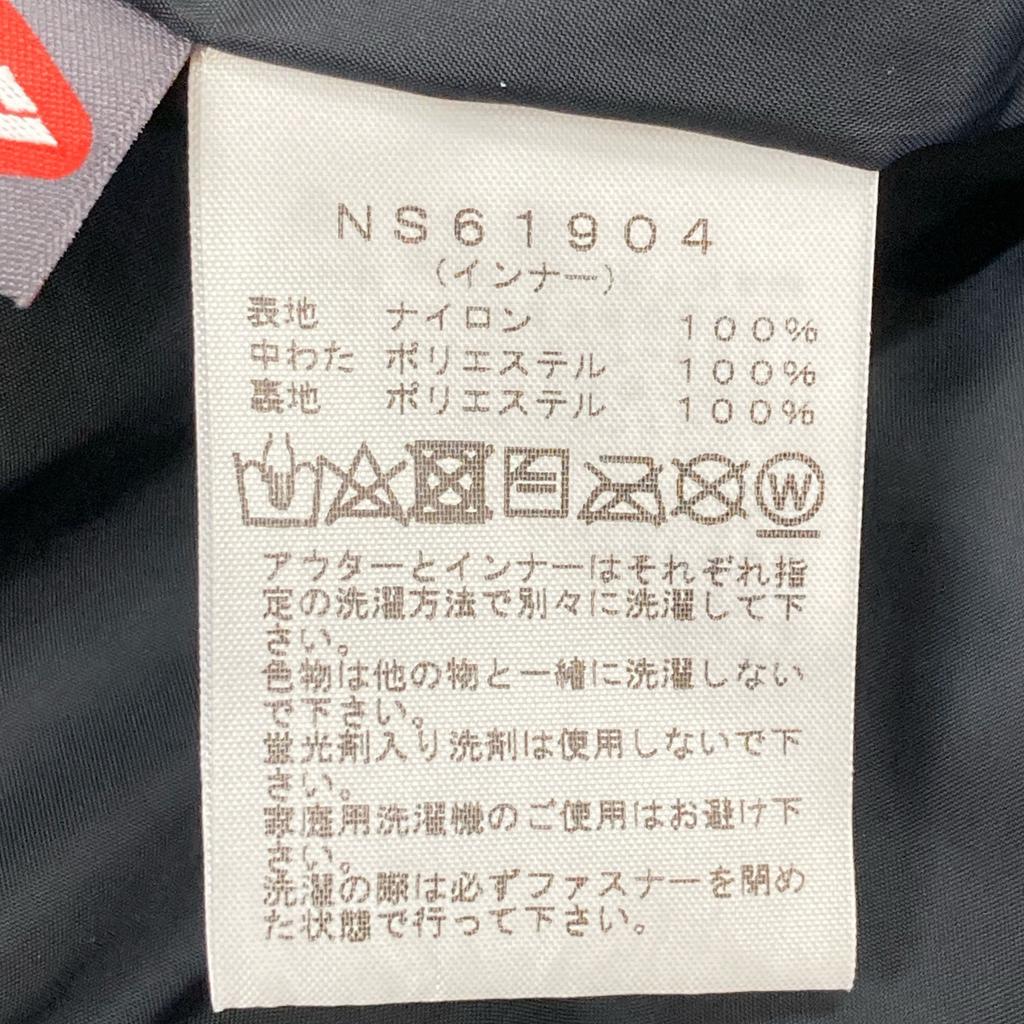 NS61904
(インナー)
表地 ナイロン 100%
中わた ポリエステル 100%
裏地 ポリエステル 100%
W
アウターとインナーはそれぞれ指
定の洗濯方法で別々に洗濯して下
さい。
色物は他の物と一緒に洗濯しない
で下さい。
蛍光剤入り洗剤は使用しないで下
さい。
家庭用洗濯機のご使用はお避け下
さい。
洗濯の際は必ずファスナーを閉め
た状態で行って下さい。